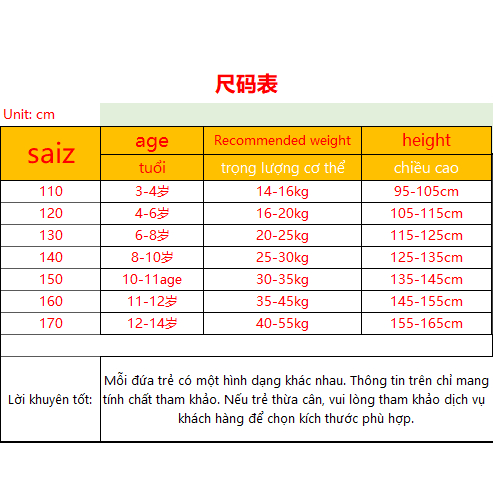 尺码表
Unit: cm
saiz age Recommended weight height
tuổi trọng lượng cơ thể chiều cao
110 3-4岁 14-16kg 95-105cm
120 4-6岁 16-20kg 105-115cm
130 6-8岁 20-25kg 115-125cm
140 8-10岁 25-30kg 125-135cm
150 10-11age 30-35kg 135-145cm
160 11-12岁 35-45kg 145-155cm
170 12-14岁 40-55kg 155-165cm
Mỗi đứa trẻ có một hình dạng khác nhau. Thông tin trên chỉ mang
Lời khuyên tốt: tính chất tham khảo. Nếu trẻ thừa cân, vui lòng tham khảo dịch vụ
khách hàng để chọn kích thước phù hợp.